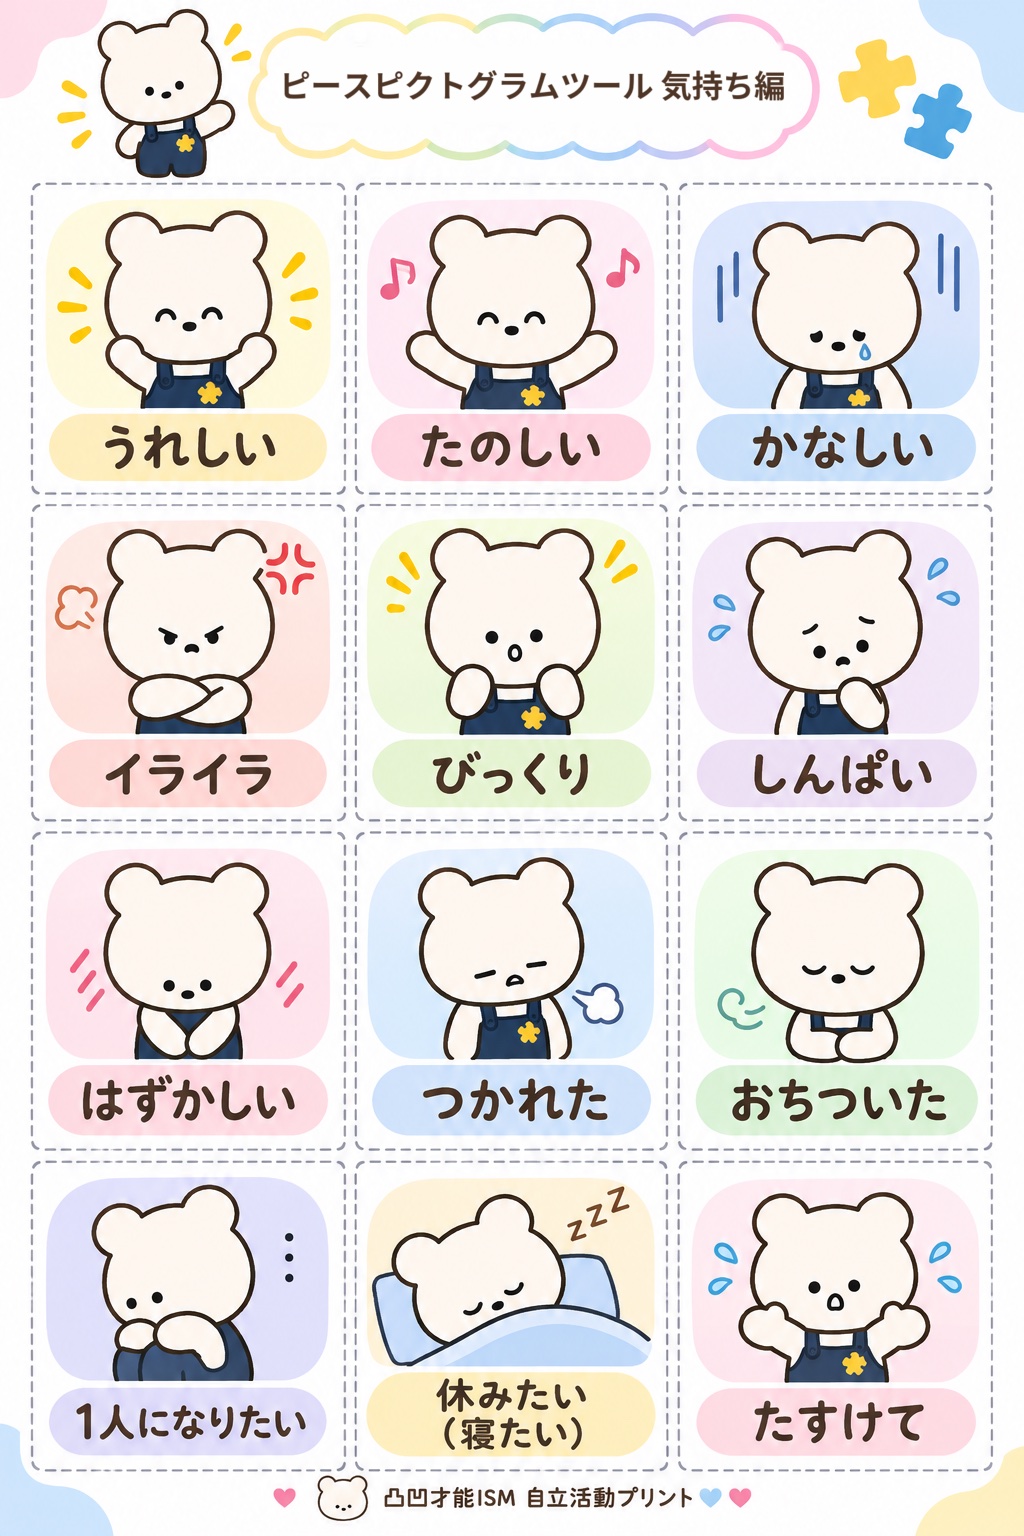 ピースピクトグラムツール 気持ち編
うれしい
たのしい
かなしい
イライラ
びっくり
しんぱい
はずかしい
つかれた
おちついた
1人になりたい
zzz
休みたい
(寝たい)
たすけて
凸凹才能ISM 自立活動プリント